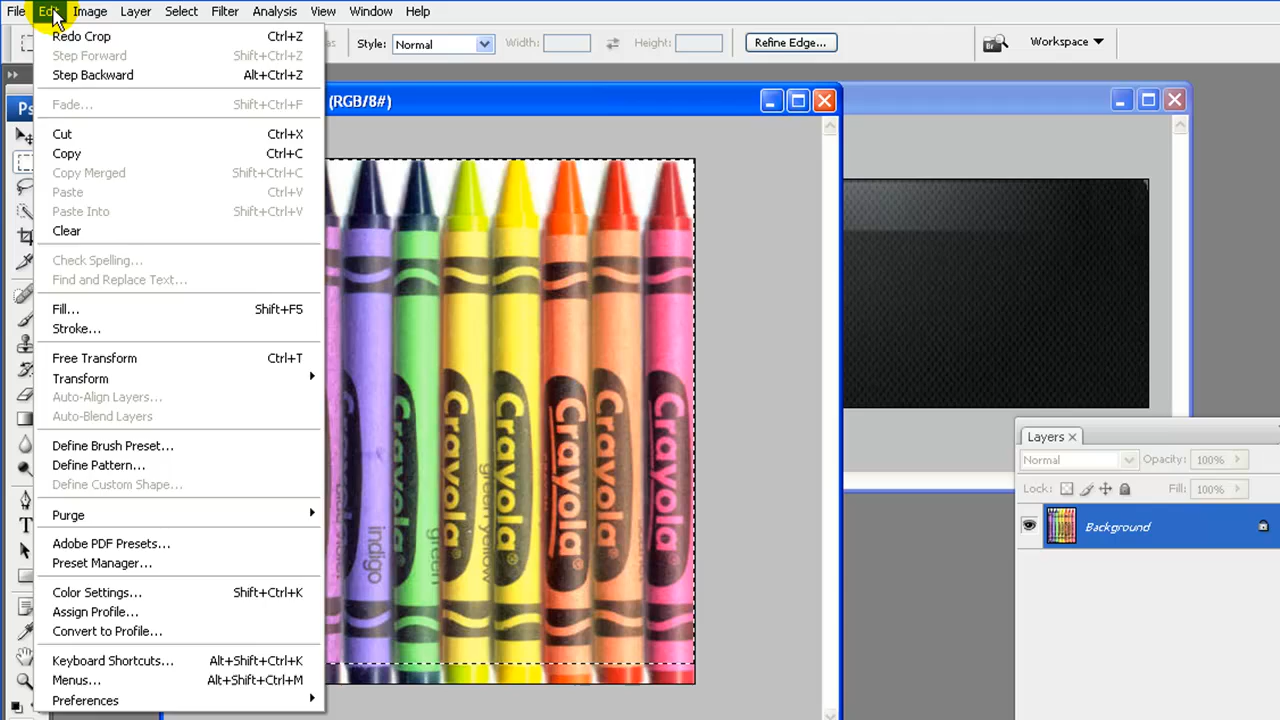 File Edit Image Layer Select Filter Analysis View Window Help
Style: Normal Width: Height: Refine Edge... Br Workspace
Redo Crop Ctrl+Z
Step Forward Shift+Ctrl+Z
Step Backward Alt+Ctrl+Z
(RGB/8#)
Fade... Shift+Ctrl+F
Ps
Cut Ctrl+X
Copy Ctrl+C
Copy Merged Shift+Ctrl+C
Paste Ctrl+V
Paste Into Shift+Ctrl+V
Clear
Check Spelling...
Find and Replace Text...
Fill... Shift+F5
Stroke...
Free Transform Ctrl+T
Transform
Auto-Align Layers...
Auto-Blend Layers
Define Brush Preset...
Define Pattern...
Define Custom Shape...
Purge
Adobe PDF Presets...
Preset Manager...
Color Settings... Shift+Ctrl+K
Assign Profile...
Convert to Profile...
Keyboard Shortcuts... Alt+Shift+Ctrl+K
Menus... Alt+Shift+Ctrl+M
Preferences
Crayola Crayola Crayola Crayola Crayola
indigo green green yellow
Layers
Normal Opacity: 100%
Lock: Fill: 100%
Background